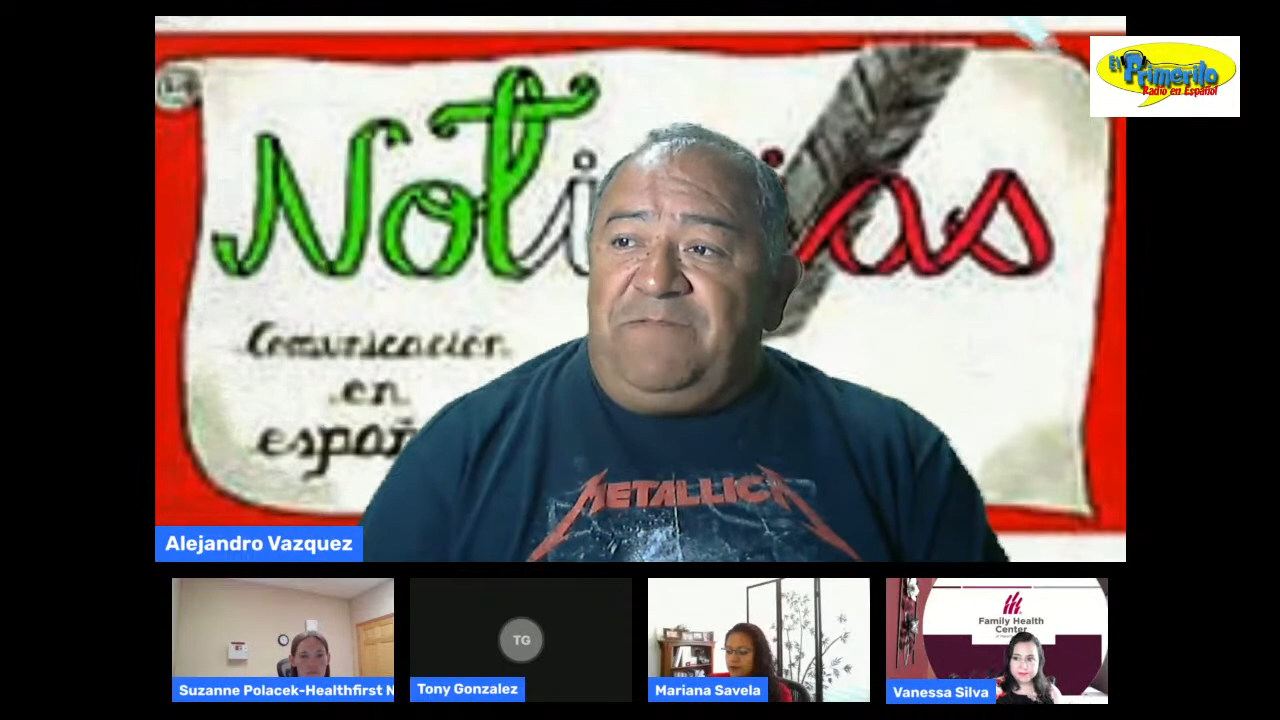 El
Primerito
Radio en Español
Noti
as
Comunicación
en
españ
METALLICA
Alejandro Vazquez
Family Health
Center
TG
Suzanne Polacek-Healthfirst N
Tony Gonzalez
Mariana Savela
Vanessa Silva